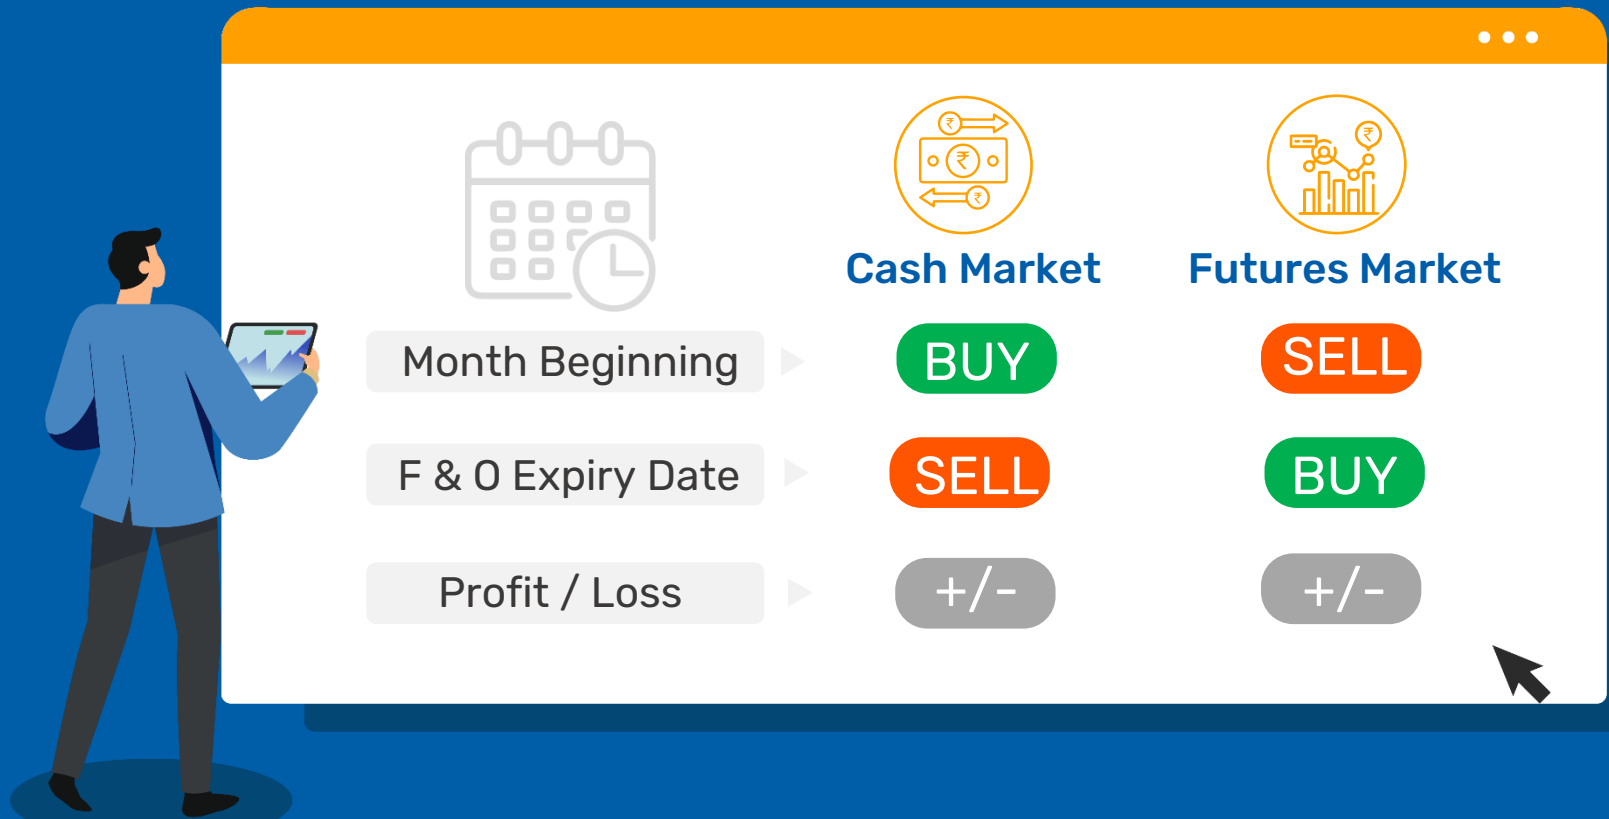 Cash Market
Futures Market
Month Beginning
BUY
SELL
F & O Expiry Date
SELL
BUY
Profit / Loss
+/-
+/-